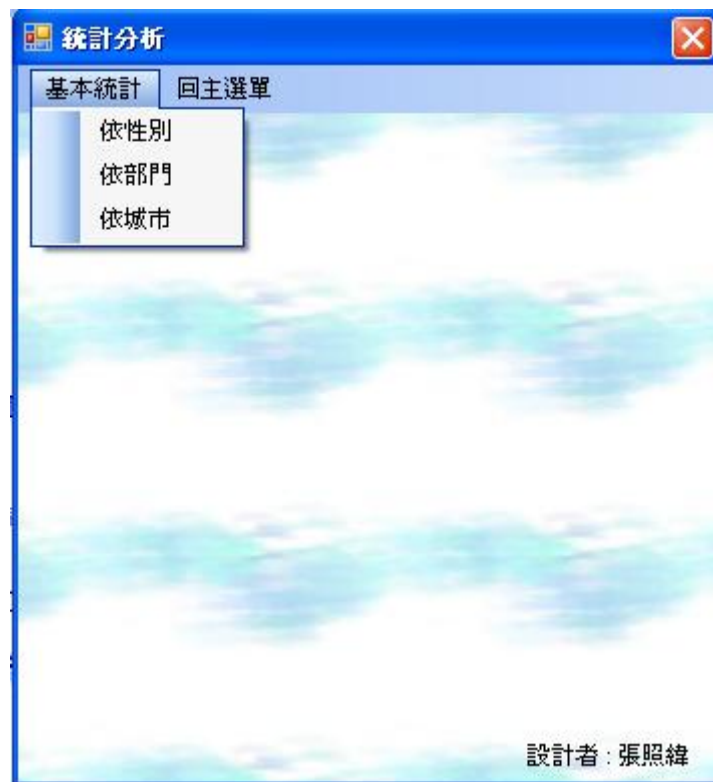 統計分析
基本統計 回主選單
依性別
依部門
依城市
設計者 : 張照緯